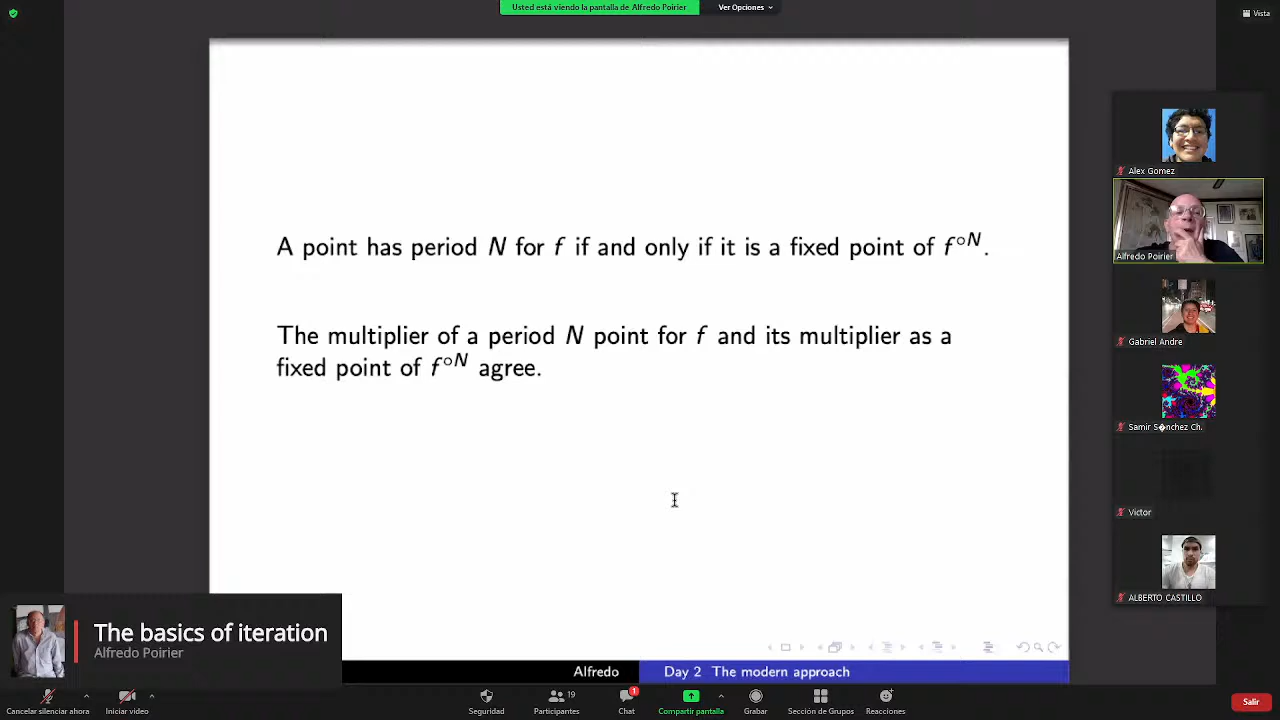 Usted está viendo la pantalla de Alfredo Poirier
Ver Opciones
Vista
A point has period N for f if and only if it is a fixed point of f°N.
The multiplier of a period N point for f and its multiplier as a
fixed point of f°N agree.
Alex Gomez
Alfredo Poirier
Gabriel Andre
Samir S�nchez Ch.
Victor
ALBERTO CASTILLO
The basics of iteration
Alfredo Poirier
Alfredo
Day 2 The modern approach
Cancelar silenciar ahora
Iniciar video
Seguridad
Participantes
19
Chat
1
Compartir pantalla
Grabar
Sección de Grupos
Reacciones
Salir